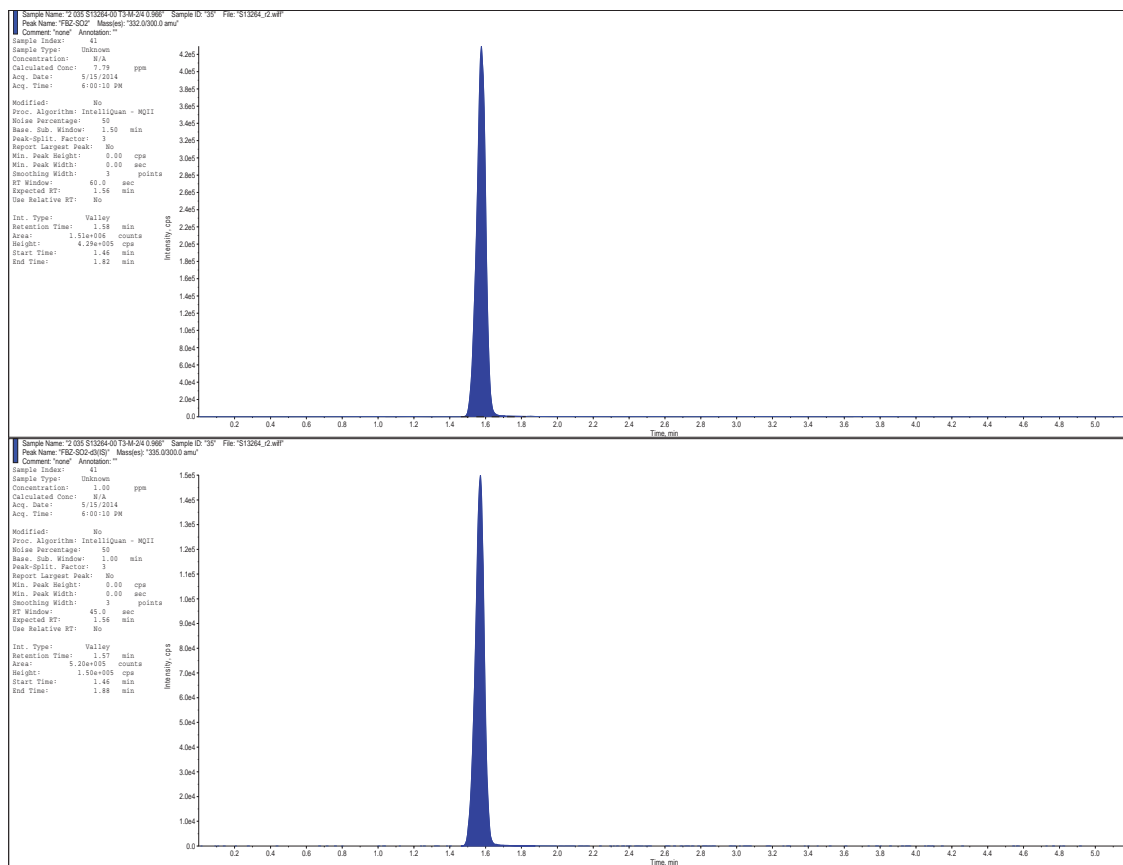 Sample Name: "2 035 S13264-00 T3-M-2/4 0.966" Sample ID: "35" File: "S13264_r2.wiff"
Peak Name: "FBZ-SO2" Mass(es): "332.0/300.0 amu"
Comment: "none" Annotation: ""
Sample Index: 41
Sample Type: Unknown
Concentration: N/A
Calculated Conc: 7.79 ppm
Acq. Date: 5/15/2014
Acq. Time: 6:00:10 PM
Modified: No
Proc. Algorithm: IntelliQuan - MQII
Noise Percentage: 50
Base. Sub. Window: 1.50 min
Peak-Split. Factor: 3
Report Largest Peak: No
Min. Peak Height: 0.00 cps
Min. Peak Width: 0.00 sec
Smoothing Width: 3 points
RT Window: 60.0 sec
Expected RT: 1.56 min
Use Relative RT: No
Int. Type: Valley
Retention Time: 1.58 min
Area: 1.51e+006 counts
Height: 4.29e+005 cps
Start Time: 1.46 min
End Time: 1.82 min
Intensity, cps
4.2e5
4.0e5
3.8e5
3.6e5
3.4e5
3.2e5
3.0e5
2.8e5
2.6e5
2.4e5
2.2e5
2.0e5
1.8e5
1.6e5
1.4e5
1.2e5
1.0e5
8.0e4
6.0e4
4.0e4
2.0e4
0.0
0.2 0.4 0.6 0.8 1.0 1.2 1.4 1.6 1.8 2.0 2.2 2.4 2.6 2.8 3.0 3.2 3.4 3.6 3.8 4.0 4.2 4.4 4.6 4.8 5.0
Time, min
Sample Name: "2 035 S13264-00 T3-M-2/4 0.966" Sample ID: "35" File: "S13264_r2.wiff"
Peak Name: "FBZ-SO2-d3(IS)" Mass(es): "335.0/300.0 amu"
Comment: "none" Annotation: ""
Sample Index: 41
Sample Type: Unknown
Concentration: 1.00 ppm
Calculated Conc: N/A
Acq. Date: 5/15/2014
Acq. Time: 6:00:10 PM
Modified: No
Proc. Algorithm: IntelliQuan - MQII
Noise Percentage: 50
Base. Sub. Window: 1.00 min
Peak-Split. Factor: 3
Report Largest Peak: No
Min. Peak Height: 0.00 cps
Min. Peak Width: 0.00 sec
Smoothing Width: 3 points
RT Window: 45.0 sec
Expected RT: 1.56 min
Use Relative RT: No
Int. Type: Valley
Retention Time: 1.57 min
Area: 5.20e+005 counts
Height: 1.50e+005 cps
Start Time: 1.46 min
End Time: 1.88 min
Intensity, cps
1.5e5
1.4e5
1.3e5
1.2e5
1.1e5
1.0e5
9.0e4
8.0e4
7.0e4
6.0e4
5.0e4
4.0e4
3.0e4
2.0e4
1.0e4
0.0
0.2 0.4 0.6 0.8 1.0 1.2 1.4 1.6 1.8 2.0 2.2 2.4 2.6 2.8 3.0 3.2 3.4 3.6 3.8 4.0 4.2 4.4 4.6 4.8 5.0
Time, min